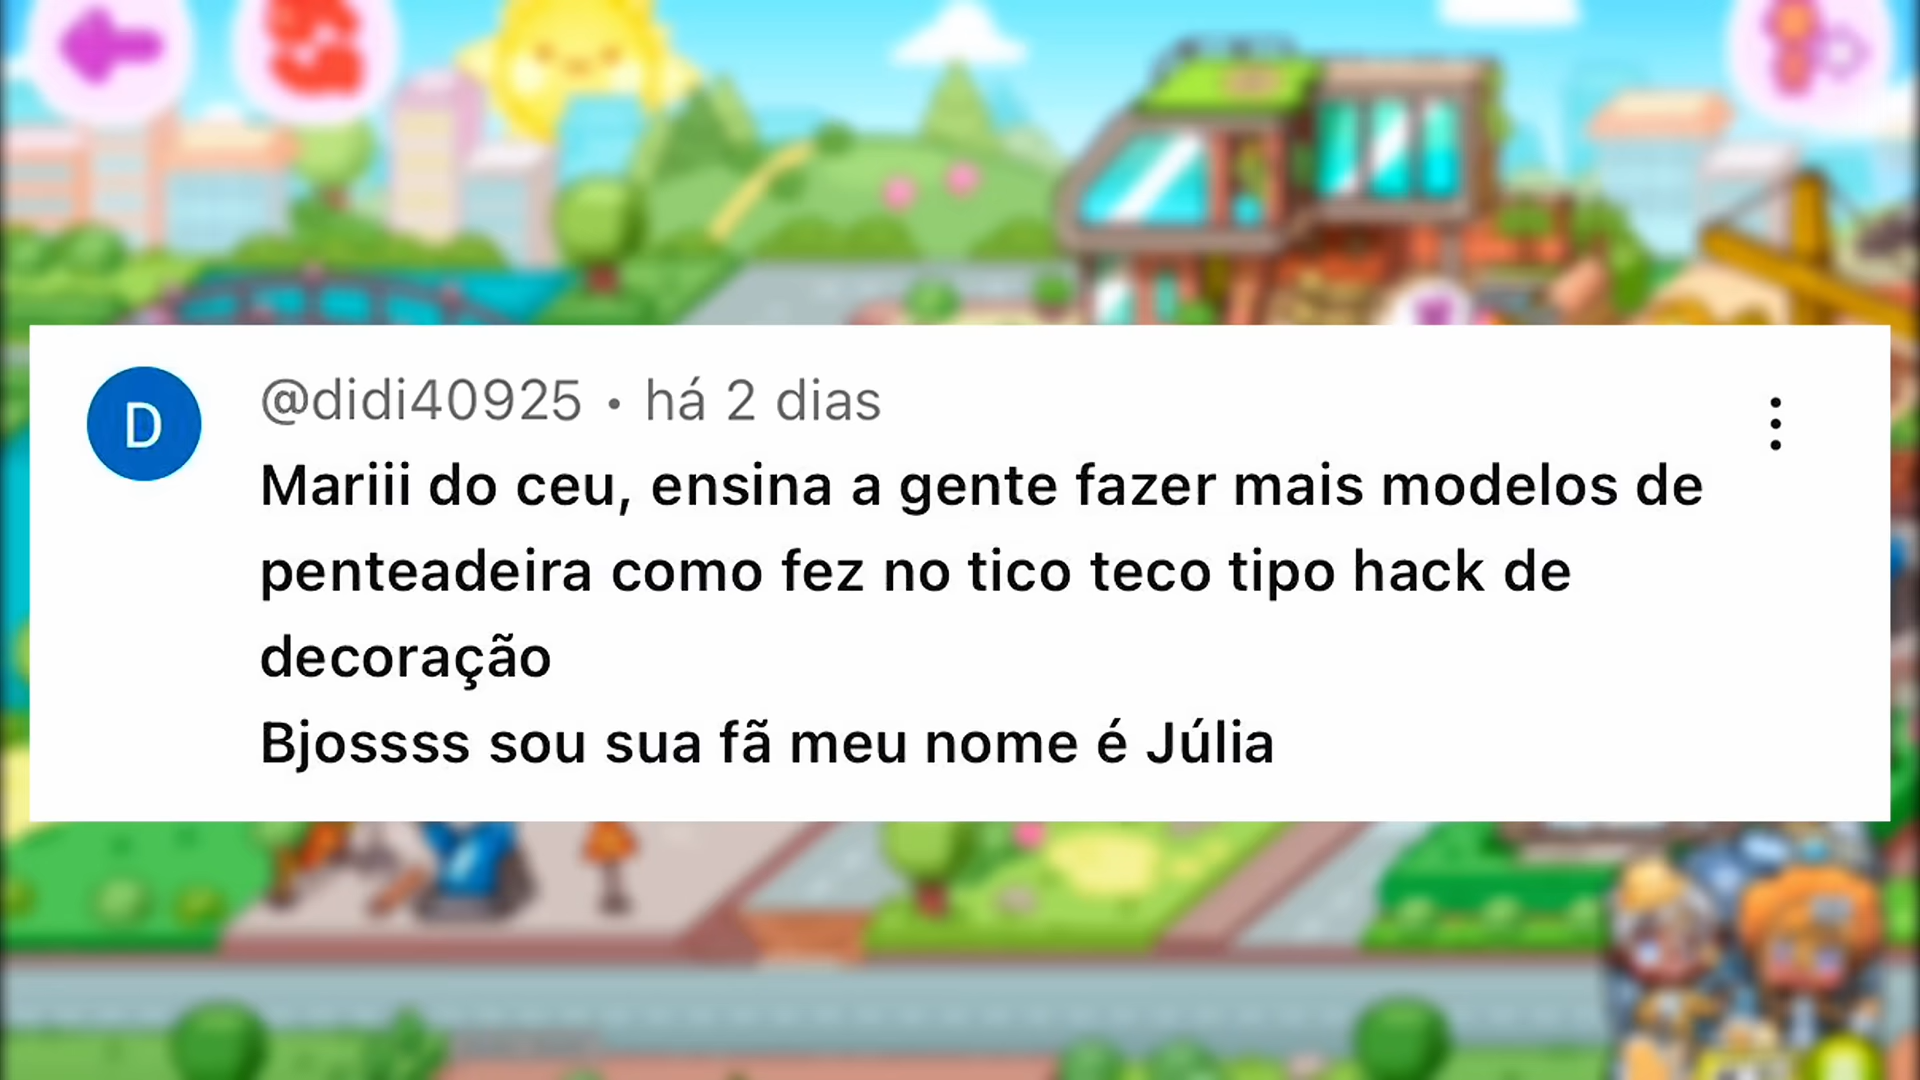 D
@didi40925 • há 2 dias
Mariii do ceu, ensina a gente fazer mais modelos de
penteadeira como fez no tico teco tipo hack de
decoração
Bjossss sou sua fã meu nome é Júlia